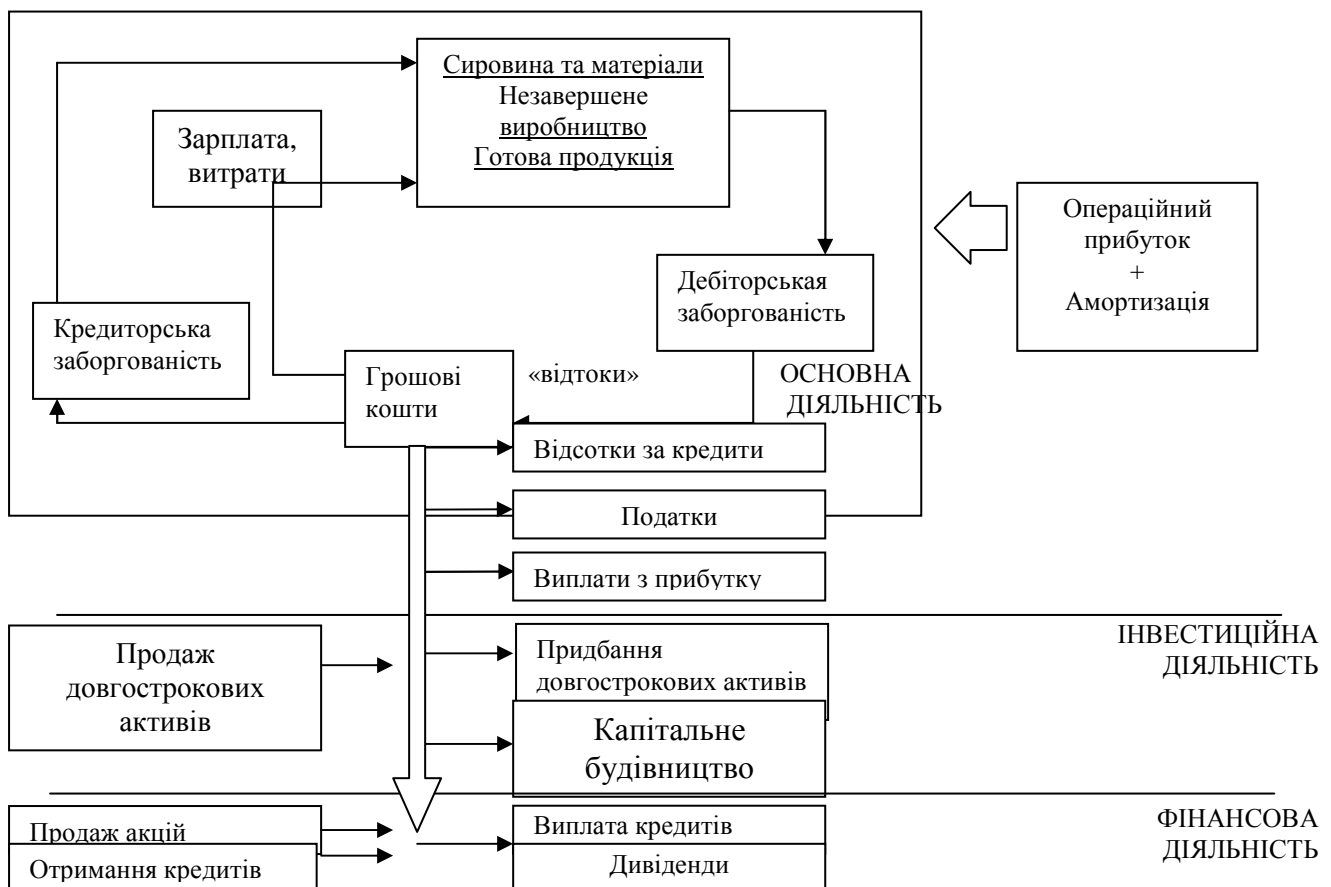 Сировина та матеріали
Незавершене
виробництво
Готова продукція
Зарплата,
витрати
Операційний
прибуток
+
Амортизація
Дебіторськая
заборгованість
Кредиторська
заборгованість
Грошові
кошти
«відтоки»
ОСНОВНА
ДІЯЛЬНІСТЬ
Відсотки за кредити
Податки
Виплати з прибутку
ІНВЕСТИЦІЙНА
ДІЯЛЬНІСТЬ
Продаж
довгострокових
активів
Придбання
довгострокових активів
Капітальне
будівництво
ФІНАНСОВА
ДІЯЛЬНІСТЬ
Продаж акцій
Отримання кредитів
Виплата кредитів
Дивіденди